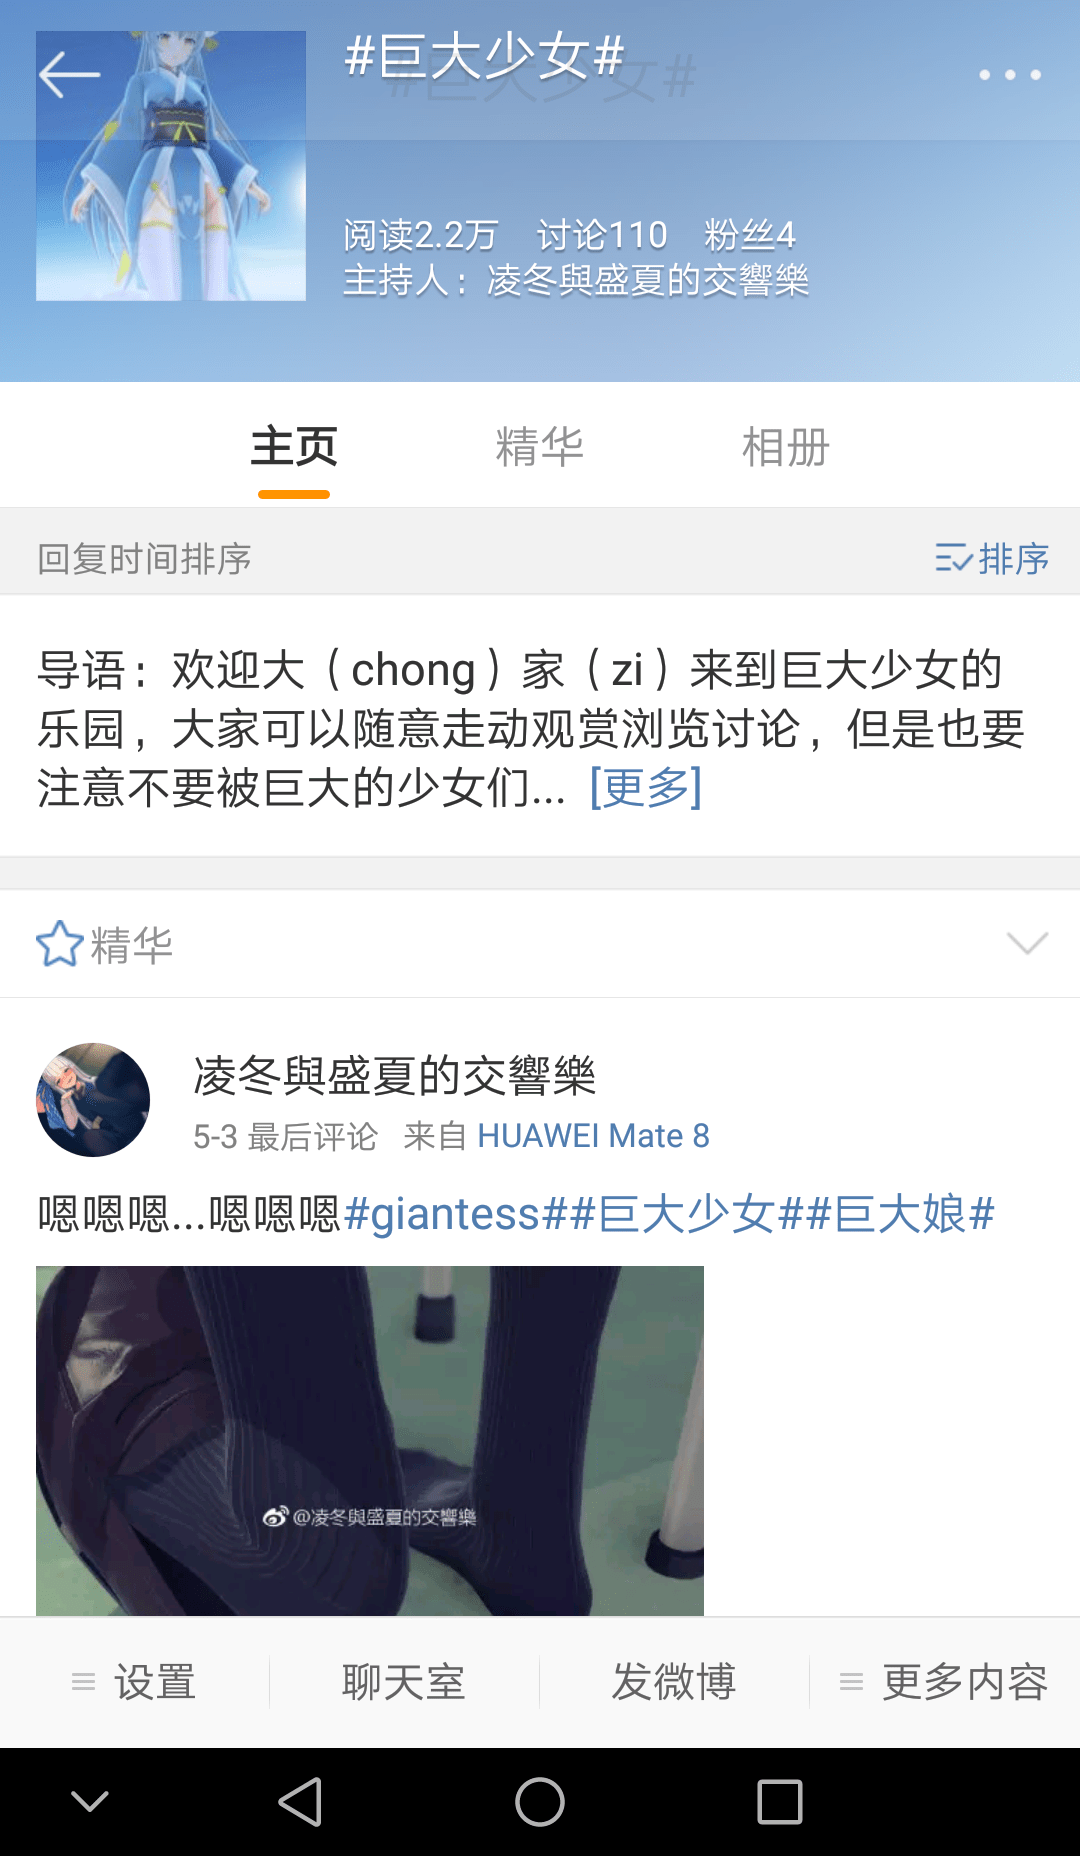 #巨大少女#
#巨大少女#
阅读2.2万 讨论110 粉丝4
主持人：凌冬與盛夏的交響樂
主页 精华 相册
回复时间排序 排序
导语：欢迎大（chong）家（zi）来到巨大少女的
乐园，大家可以随意走动观赏浏览讨论，但是也要
注意不要被巨大的少女们... [更多]
精华
凌冬與盛夏的交響樂
5-3 最后评论 来自 HUAWEI Mate 8
嗯嗯嗯...嗯嗯嗯#giantess##巨大少女##巨大娘#
@凌冬與盛夏的交響樂
设置 聊天室 发微博 更多内容